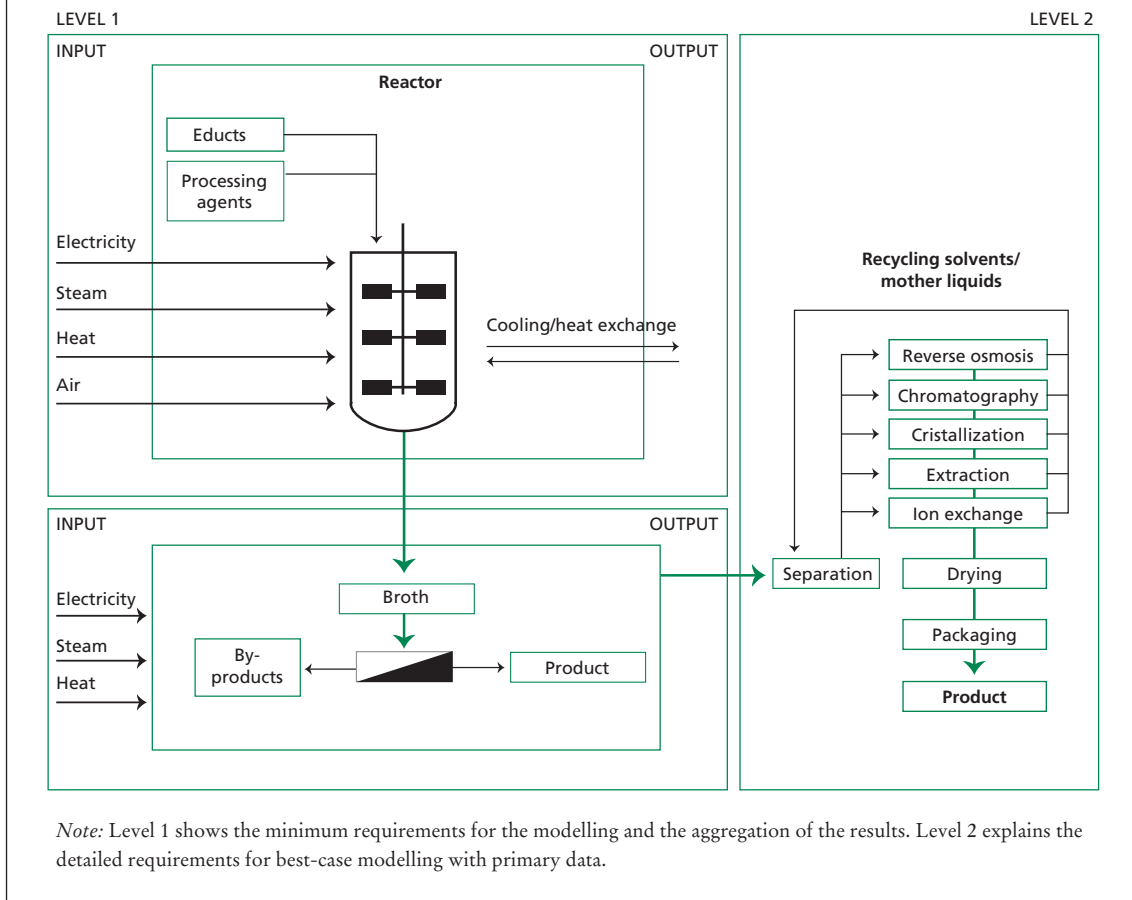 LEVEL 1
LEVEL 2
INPUT
OUTPUT
Reactor
Educts
Processing
agents
Electricity
Steam
Heat
Air
Cooling/heat exchange
INPUT
OUTPUT
Electricity
Steam
Heat
Broth
By-
products
Product
Recycling solvents/
mother liquids
Reverse osmosis
Chromatography
Cristallization
Extraction
Ion exchange
Separation
Drying
Packaging
Product
Note: Level 1 shows the minimum requirements for the modelling and the aggregation of the results. Level 2 explains the
detailed requirements for best-case modelling with primary data.